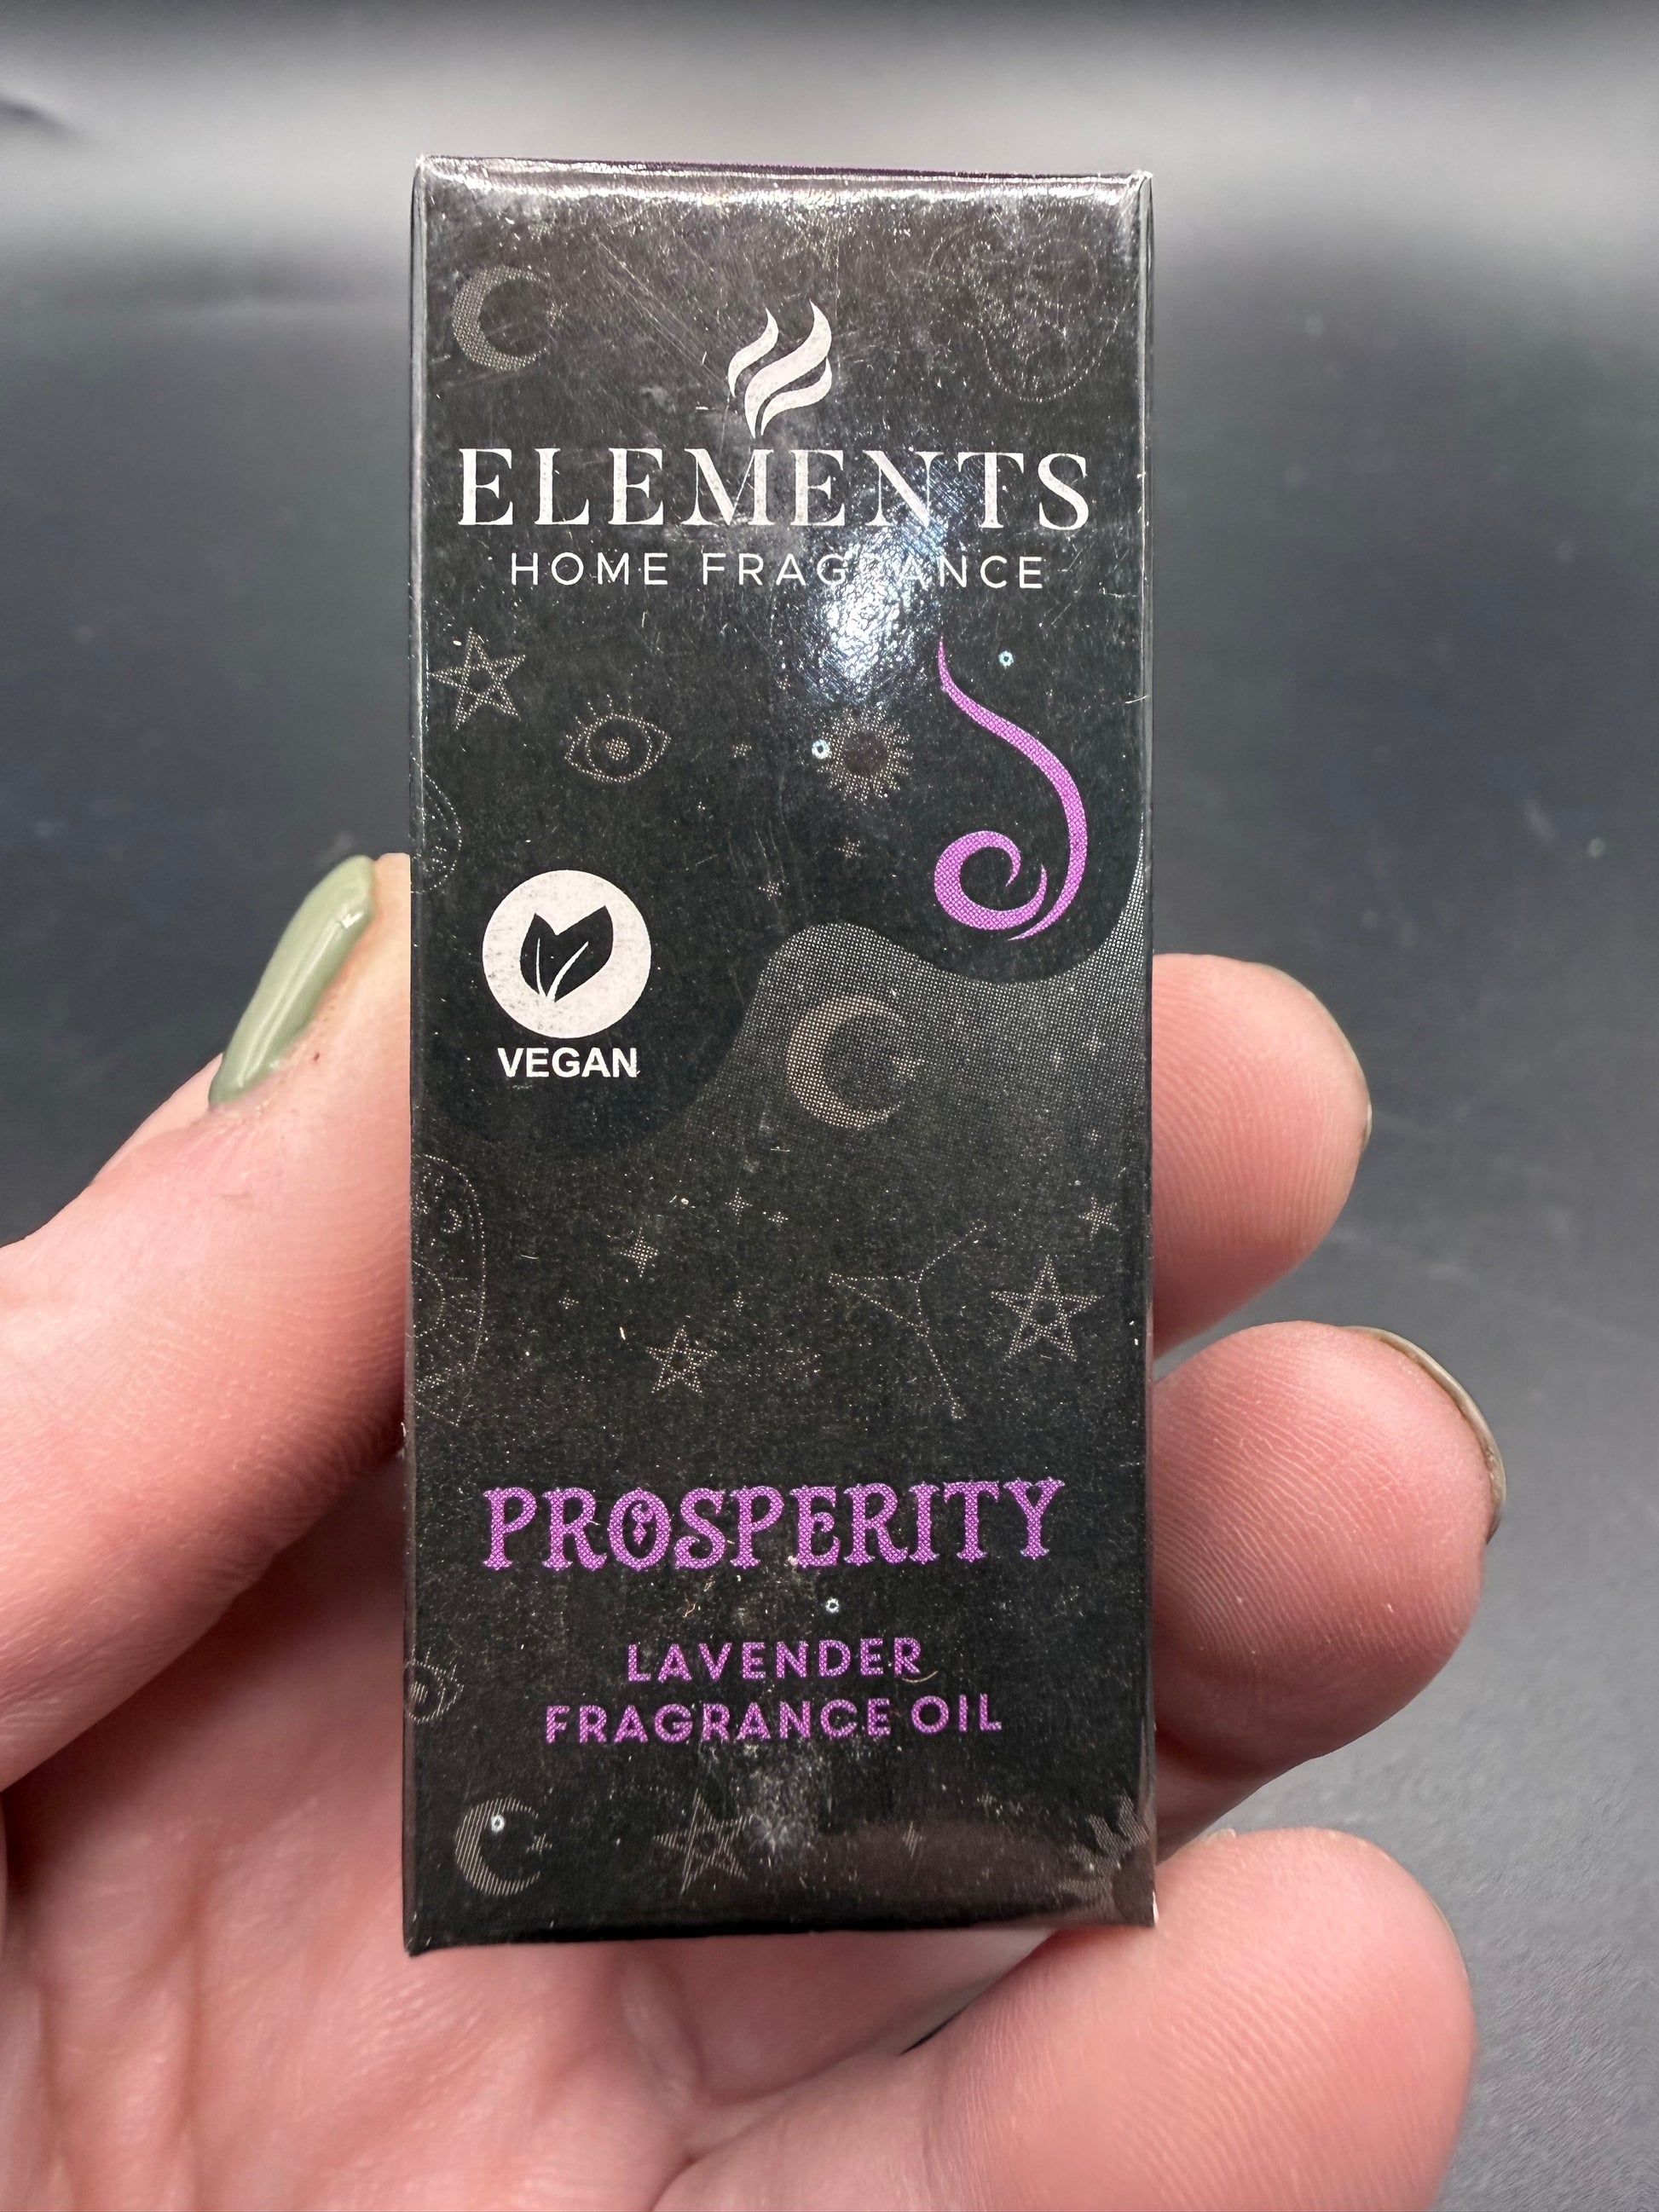 ELEMENTS
HOME FRAGRANCE
VEGAN
PROSPERITY
LAVENDER
FRAGRANCE OIL